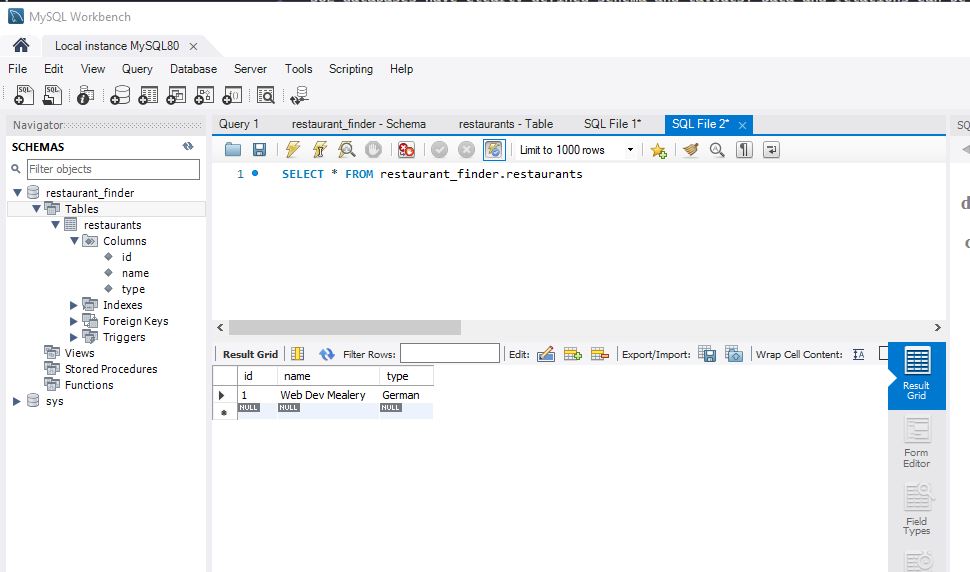 MySQL Workbench
Local instance MySQL80
File Edit View Query Database Server Tools Scripting Help
Navigator
SCHEMAS
Filter objects
restaurant_finder
Tables
restaurants
Columns
id
name
type
Indexes
Foreign Keys
Triggers
Views
Stored Procedures
Functions
sys
Query 1 restaurant_finder - Schema restaurants - Table SQL File 1* SQL File 2*
Limit to 1000 rows
1 SELECT * FROM restaurant_finder.restaurants
Result Grid Filter Rows: Edit: Export/Import: Wrap Cell Content:
id name type
1 Web Dev Mealery German
NULL NULL NULL
Result
Grid
Form
Editor
Field
Types